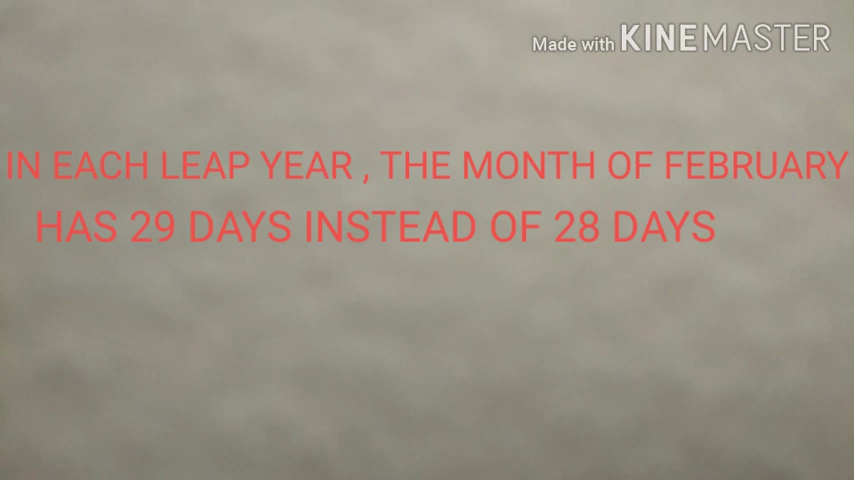 Made with KINEMASTER
IN EACH LEAP YEAR , THE MONTH OF FEBRUARY
HAS 29 DAYS INSTEAD OF 28 DAYS